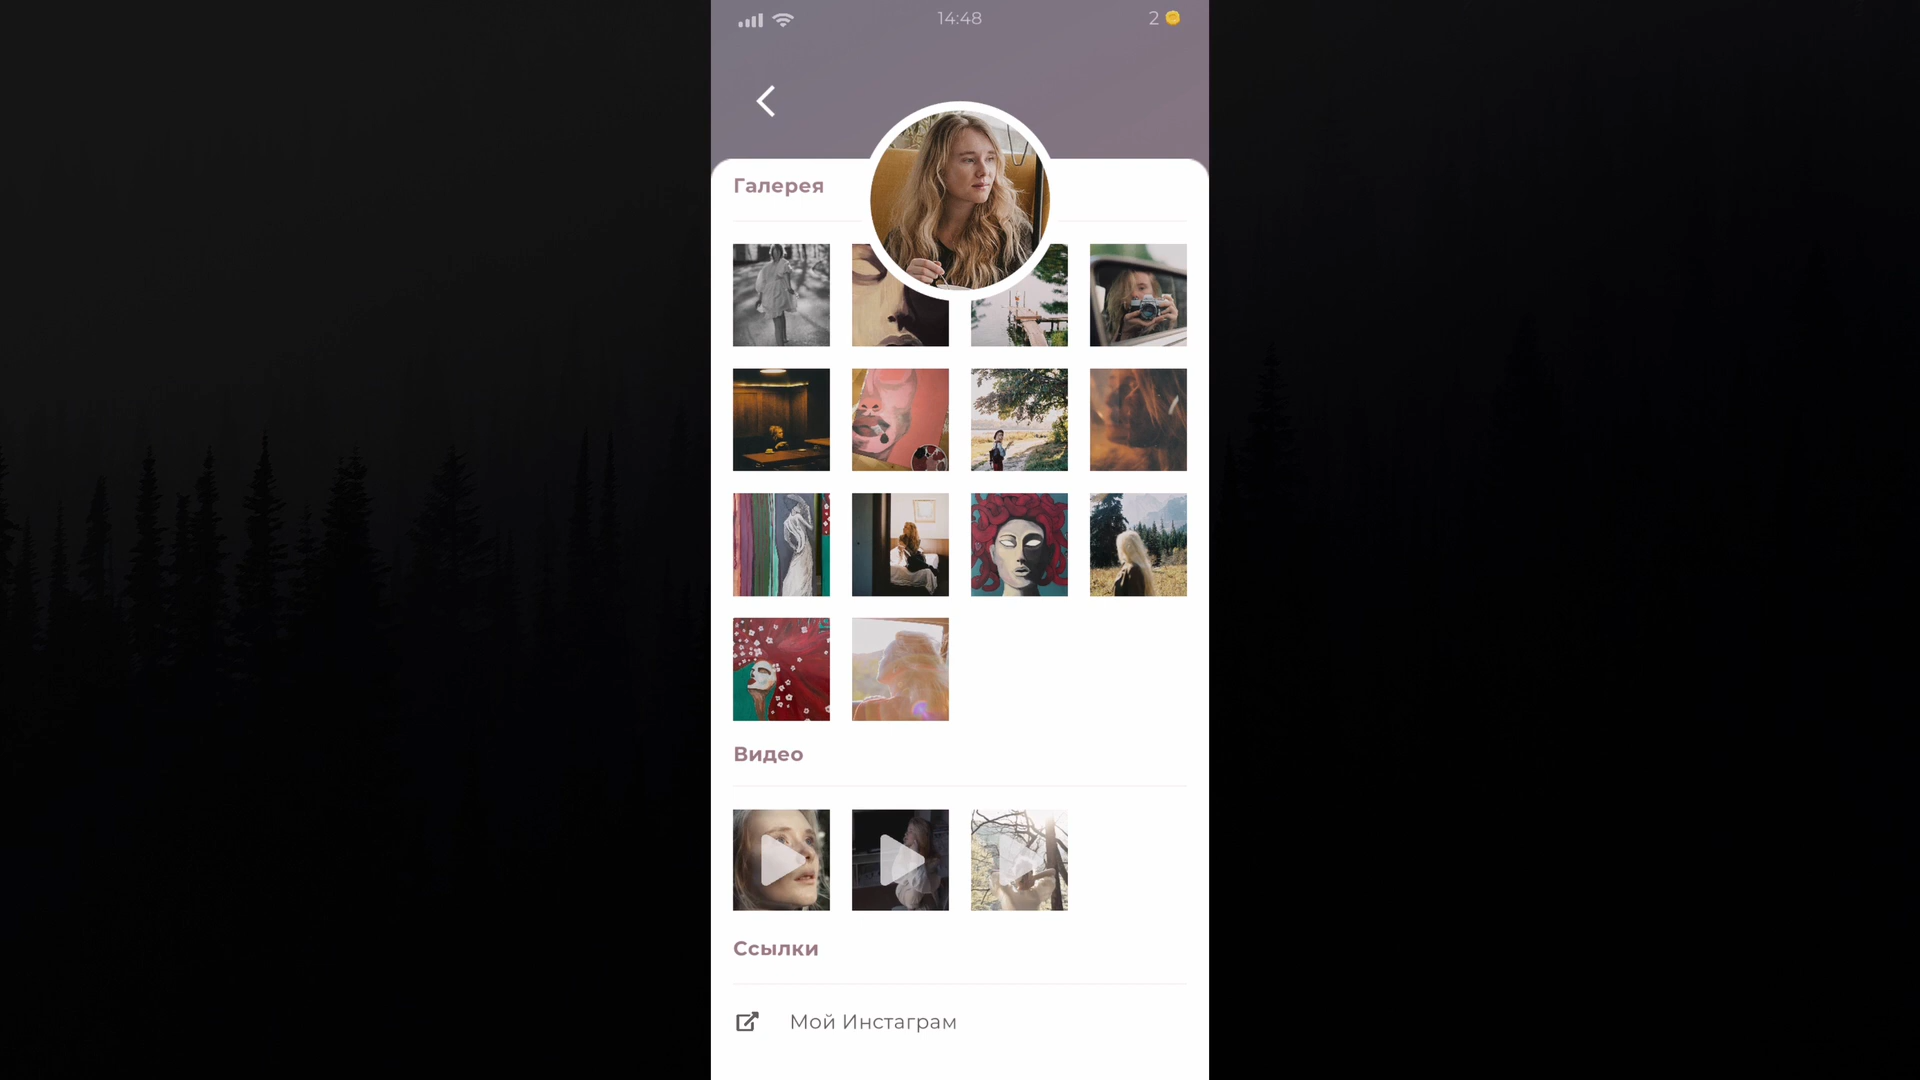 14:48
2
Галерея
Видео
Ссылки
Мой Инстаграм